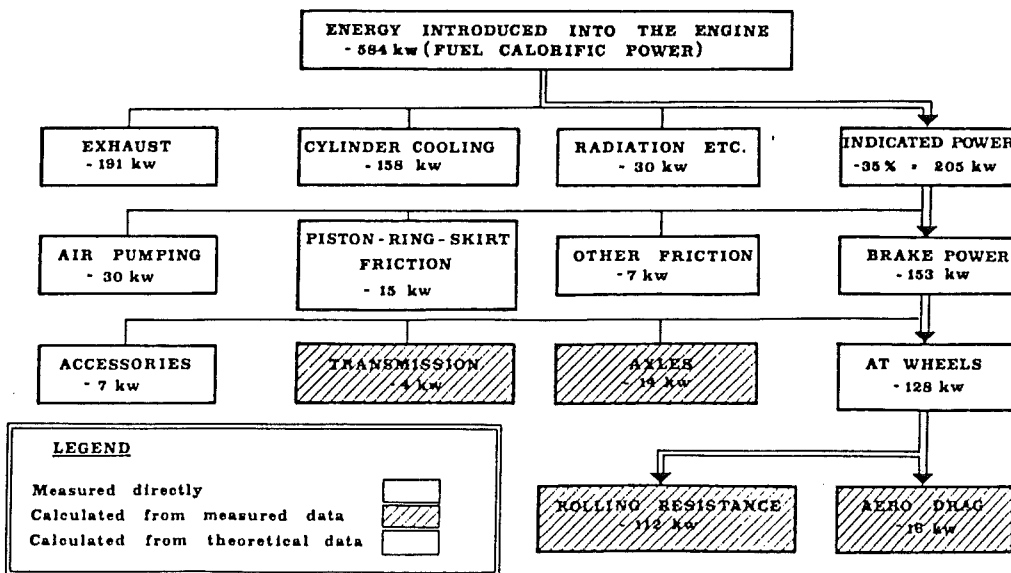 ENERGY INTRODUCED INTO THE ENGINE
~ 584 kw (FUEL CALORIFIC POWER)
EXHAUST
~ 191 kw
CYLINDER COOLING
~ 158 kw
RADIATION ETC.
~ 30 kw
INDICATED POWER
~35% = 205 kw
AIR PUMPING
~ 30 kw
PISTON-RING-SKIRT
FRICTION
~ 15 kw
OTHER FRICTION
~ 7 kw
BRAKE POWER
~ 153 kw
ACCESSORIES
~ 7 kw
TRANSMISSION
~ 4 kw
AXLES
~ 14 kw
AT WHEELS
~ 128 kw
LEGEND
Measured directly
Calculated from measured data
Calculated from theoretical data
ROLLING RESISTANCE
~ 112 kw
AERO DRAG
~ 16 kw